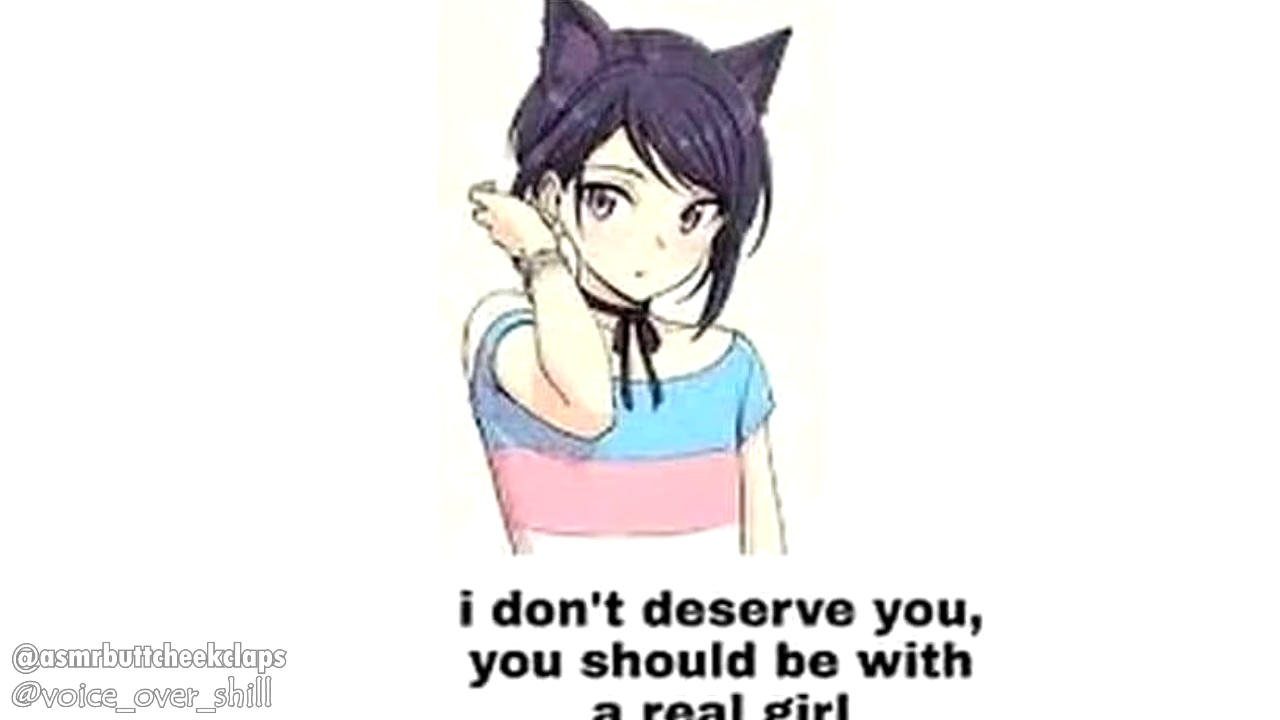 i don't deserve you,
you should be with
a real girl
@asmrbuttcheekclaps
@voice_over_shill